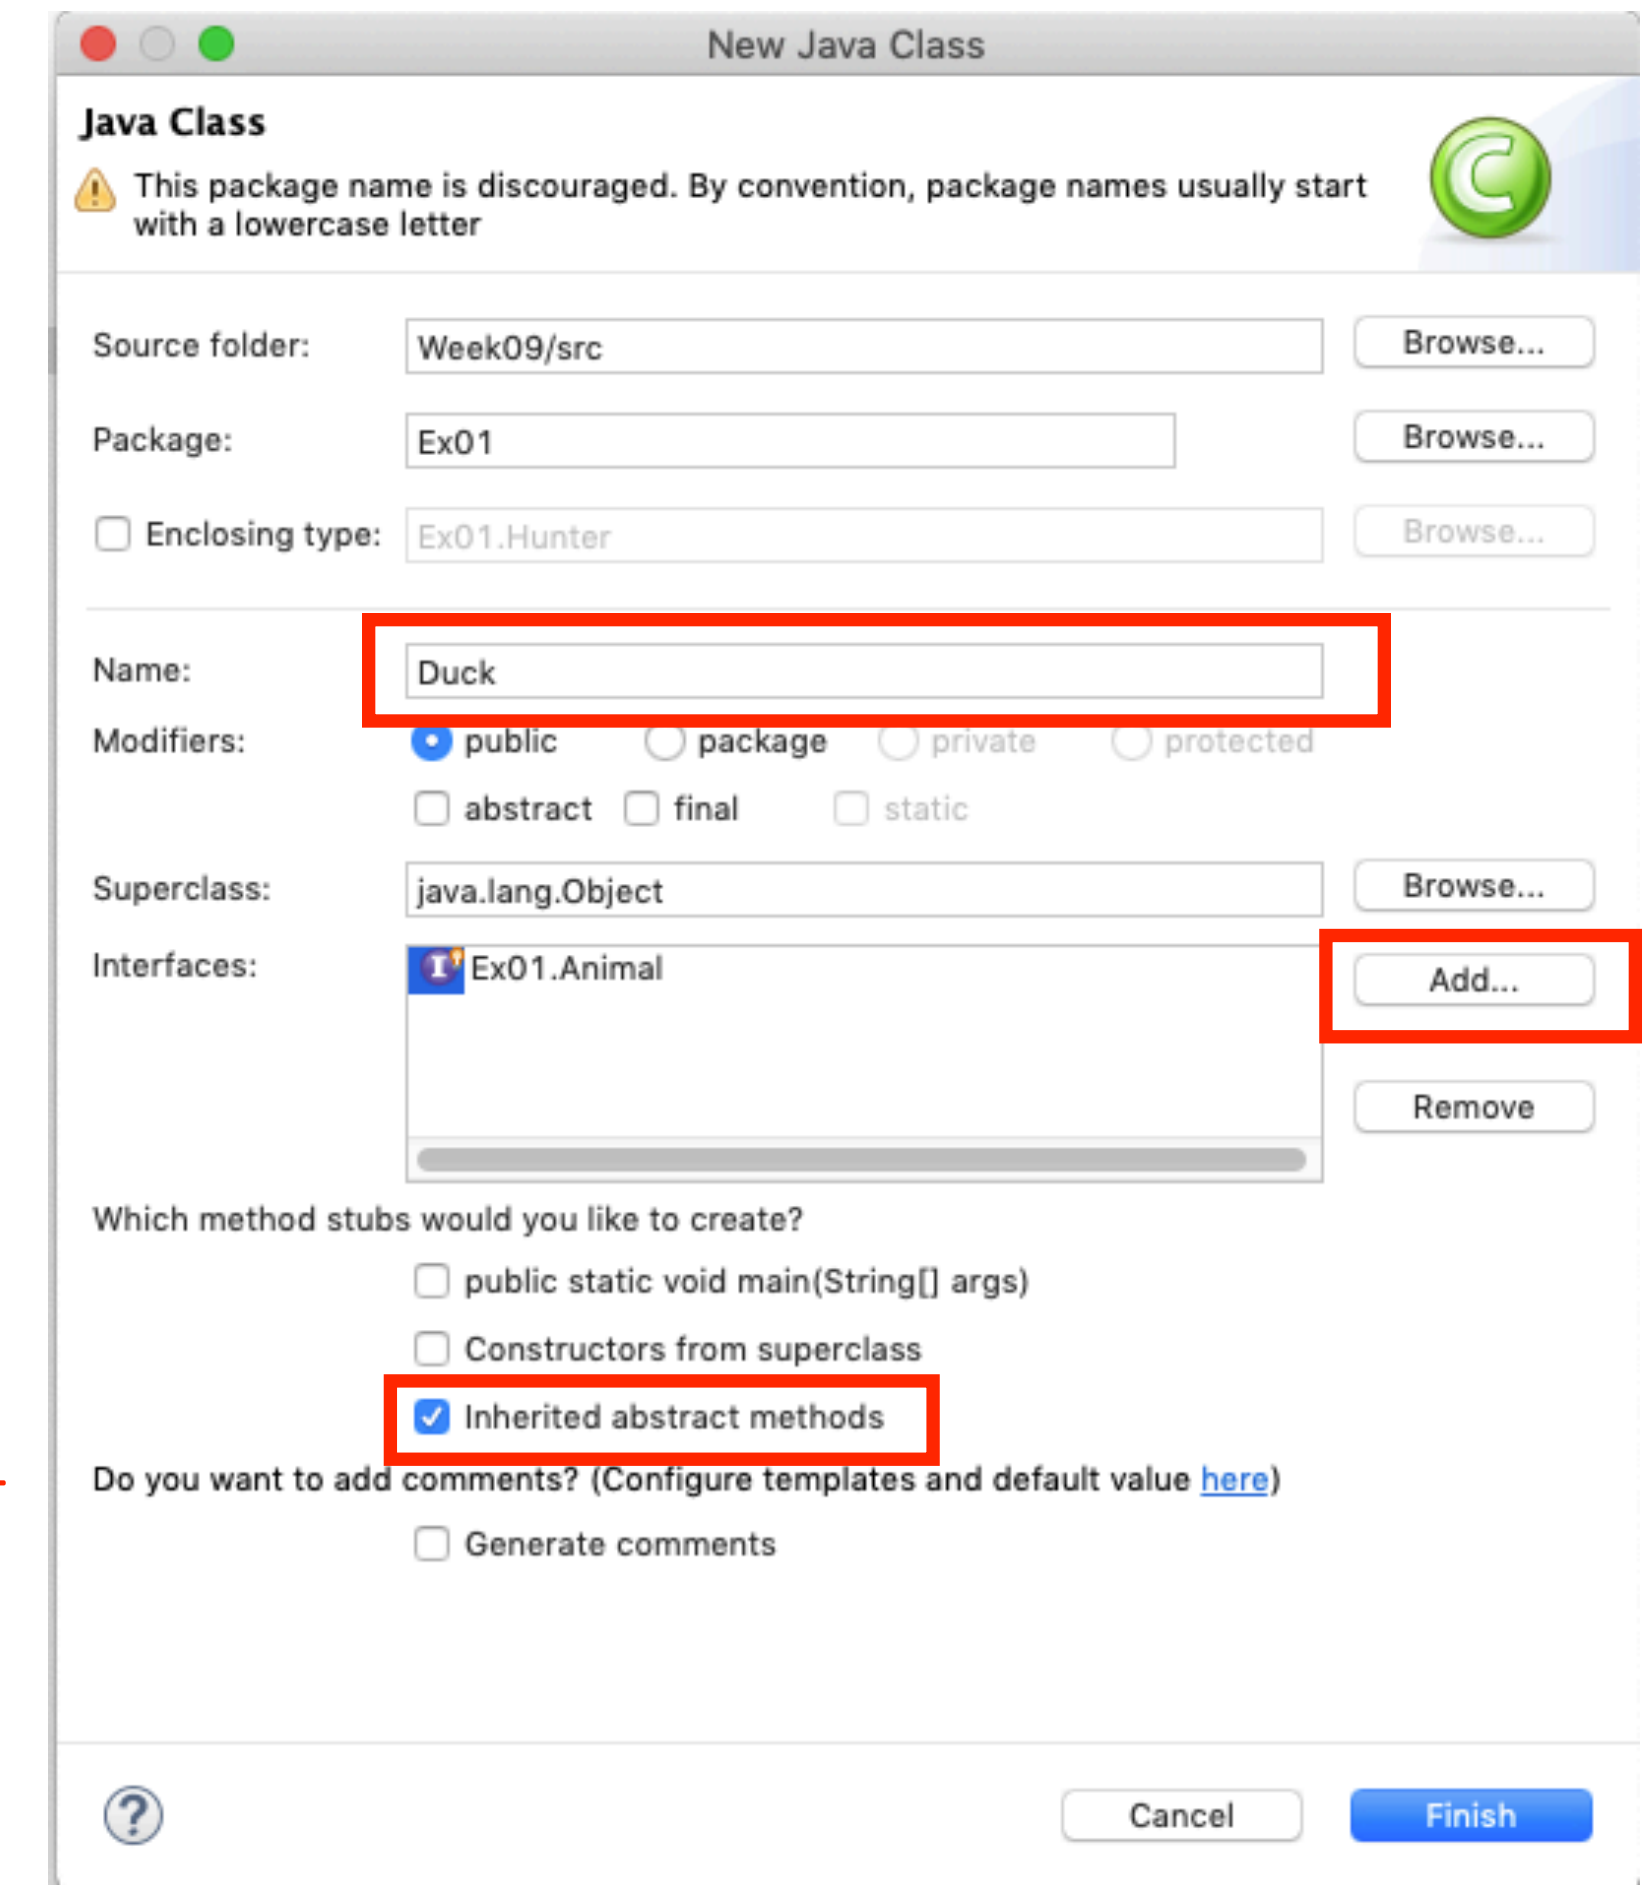 New Java Class
Java Class
This package name is discouraged. By convention, package names usually start
with a lowercase letter
Source folder: Week09/src Browse...
Package: Ex01 Browse...
Enclosing type: Ex01.Hunter Browse...
Name: Duck
Modifiers: public package private protected
abstract final static
Superclass: java.lang.Object Browse...
Interfaces: Ex01.Animal Add...
Remove
Which method stubs would you like to create?
public static void main(String[] args)
Constructors from superclass
Inherited abstract methods
Do you want to add comments? (Configure templates and default value here)
Generate comments
Cancel Finish